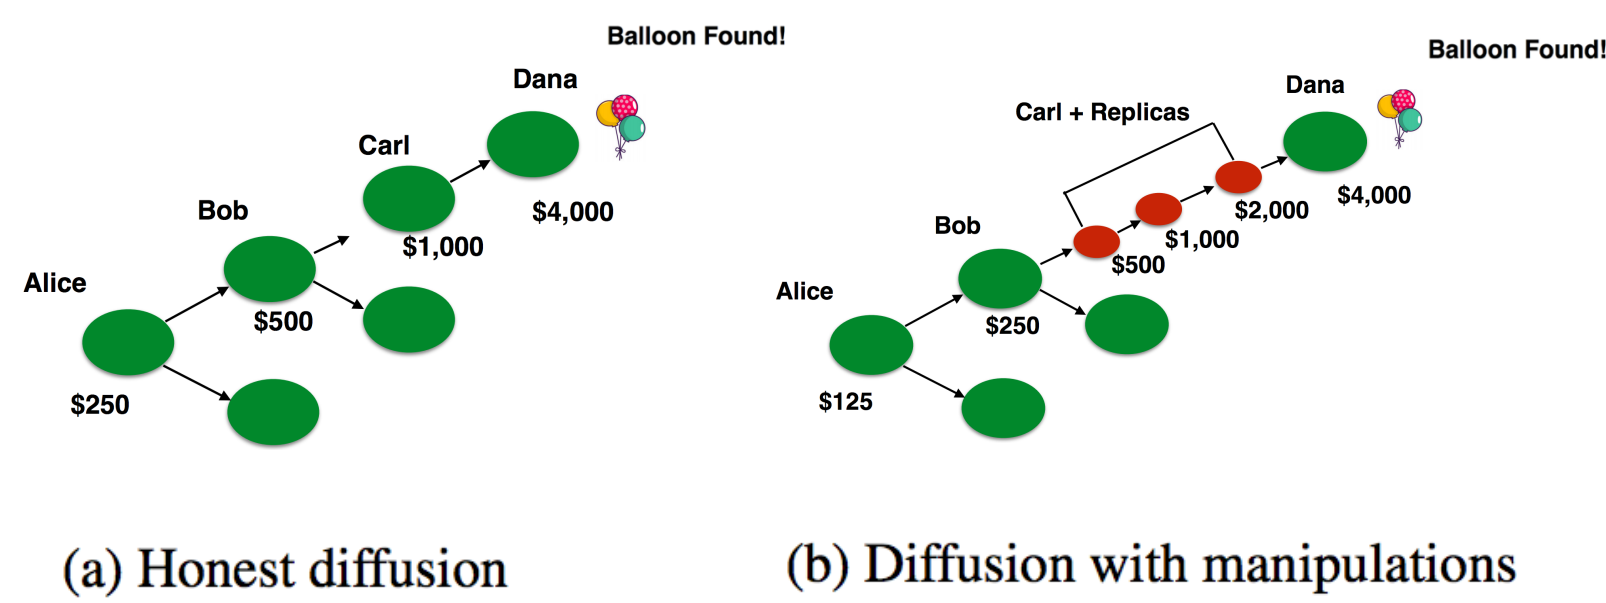 Balloon Found!
Dana
Carl
$4,000
Bob
$1,000
Alice
$500
$250
(a) Honest diffusion
Balloon Found!
Dana
Carl + Replicas
$4,000
$2,000
Bob
$1,000
$500
Alice
$250
$125
(b) Diffusion with manipulations